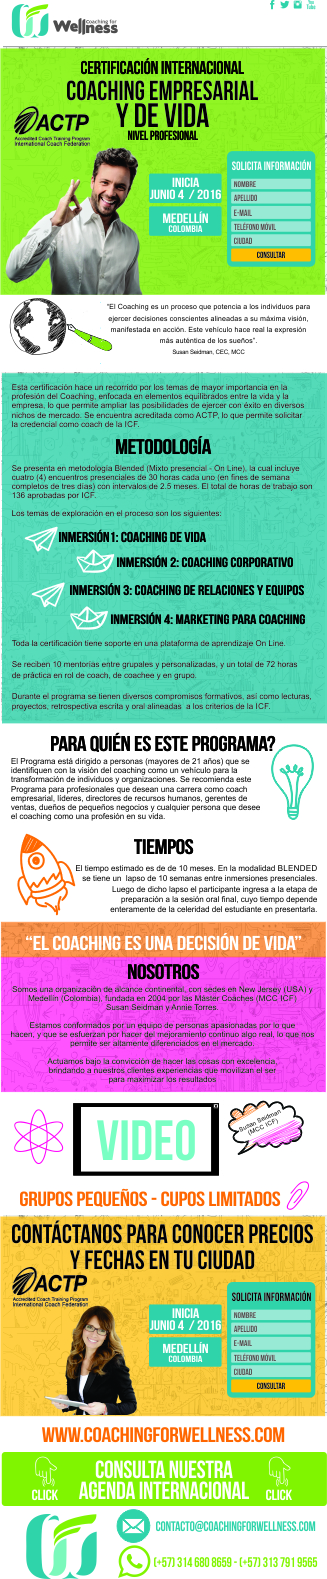 Coaching for
Wellness
You
Tube
CERTIFICACIÓN INTERNACIONAL
COACHING EMPRESARIAL
Y DE VIDA
NIVEL PROFESIONAL
ACTP
Accredited Coach Training Program
International Coach Federation
INICIA
JUNIO 4 / 2016
MEDELLÍN
COLOMBIA
SOLICITA INFORMACIÓN
NOMBRE
APELLIDO
E-MAIL
TELÉFONO MÓVIL
CIUDAD
CONSULTAR
"El Coaching es un proceso que potencia a los individuos para
ejercer decisiones conscientes alineadas a su máxima visión,
manifestada en acción. Este vehículo hace real la expresión
más auténtica de los sueños".
Susan Seidman, CEC, MCC
Esta certificación hace un recorrido por los temas de mayor importancia en la
profesión del Coaching, enfocada en elementos equilibrados entre la vida y la
empresa, lo que permite ampliar las posibilidades de ejercer con éxito en diversos
nichos de mercado. Se encuentra acreditada como ACTP, lo que permite solicitar
la credencial como coach de la ICF.
METODOLOGÍA
Se presenta en metodología Blended (Mixto presencial - On Line), la cual incluye
cuatro (4) encuentros presenciales de 30 horas cada uno (en fines de semana
completos de tres días) con intervalos de 2.5 meses. El total de horas de trabajo son
136 aprobadas por ICF.
Los temas de exploración en el proceso son los siguientes:
INMERSIÓN1: COACHING DE VIDA
INMERSIÓN 2: COACHING CORPORATIVO
INMERSIÓN 3: COACHING DE RELACIONES Y EQUIPOS
INMERSIÓN 4: MARKETING PARA COACHING
Toda la certificación tiene soporte en una plataforma de aprendizaje On Line.
Se reciben 10 mentorías entre grupales y personalizadas, y un total de 72 horas
de práctica en rol de coach, de coachee y en grupo.
Durante el programa se tienen diversos compromisos formativos, así como lecturas,
proyectos, retrospectiva escrita y oral alineadas a los criterios de la ICF.
PARA QUIÉN ES ESTE PROGRAMA?
El Programa está dirigido a personas (mayores de 21 años) que se
identifiquen con la visión del coaching como un vehículo para la
transformación de individuos y organizaciones. Se recomienda este
Programa para profesionales que desean una carrera como coach
empresarial, líderes, directores de recursos humanos, gerentes de
ventas, dueños de pequeños negocios y cualquier persona que desee
el coaching como una profesión en su vida.
TIEMPOS
El tiempo estimado es de de 10 meses. En la modalidad BLENDED
se tiene un lapso de 10 semanas entre inmersiones presenciales.
Luego de dicho lapso el participante ingresa a la etapa de
preparación a la sesión oral final, cuyo tiempo depende
enteramente de la celeridad del estudiante en presentarla.
"EL COACHING ES UNA DECISIÓN DE VIDA"
NOSOTROS
Somos una organización de alcance continental, con sedes en New Jersey (USA) y
Medellín (Colombia), fundada en 2004 por las Máster Coaches (MCC ICF)
Susan Seidman y Annie Torres.
Estamos conformados por un equipo de personas apasionadas por lo que
hacen, y que se esfuerzan por hacer del mejoramiento continuo algo real, lo que nos
permite ser altamente diferenciados en el mercado.
Actuamos bajo la convicción de hacer las cosas con excelencia,
brindando a nuestros clientes experiencias que movilizan el ser
para maximizar los resultados
VIDEO
Susan Seidman
(MCC ICF)
GRUPOS PEQUEÑOS - CUPOS LIMITADOS
CONTÁCTANOS PARA CONOCER PRECIOS
Y FECHAS EN TU CIUDAD
ACTP
Accredited Coach Training Program
International Coach Federation
INICIA
JUNIO 4 / 2016
MEDELLÍN
COLOMBIA
SOLICITA INFORMACIÓN
NOMBRE
APELLIDO
E-MAIL
TELÉFONO MÓVIL
CIUDAD
CONSULTAR
WWW.COACHINGFORWELLNESS.COM
CONSULTA NUESTRA
AGENDA INTERNACIONAL
CLICK
CLICK
CONTACTO@COACHINGFORWELLNESS.COM
(+57) 314 680 8659 - (+57) 313 791 9565